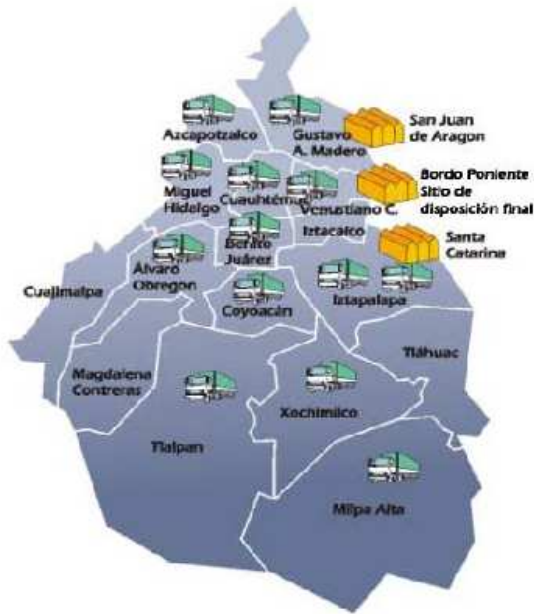 Azcapotzalco
Gustavo
A. Madero
San Juan
de Aragon
Miguel
Hidalgo
Cuauhtémoc
Venustiano C.
Bordo Poniente
Sitio de
disposición final
Iztacalco
Benito
Juárez
Santa
Catarina
Álvaro
Obregón
Cuajimalpa
Coyoacán
Iztapalapa
Magdalena
Contreras
Tláhuac
Xochimilco
Tlalpan
Milpa Alta